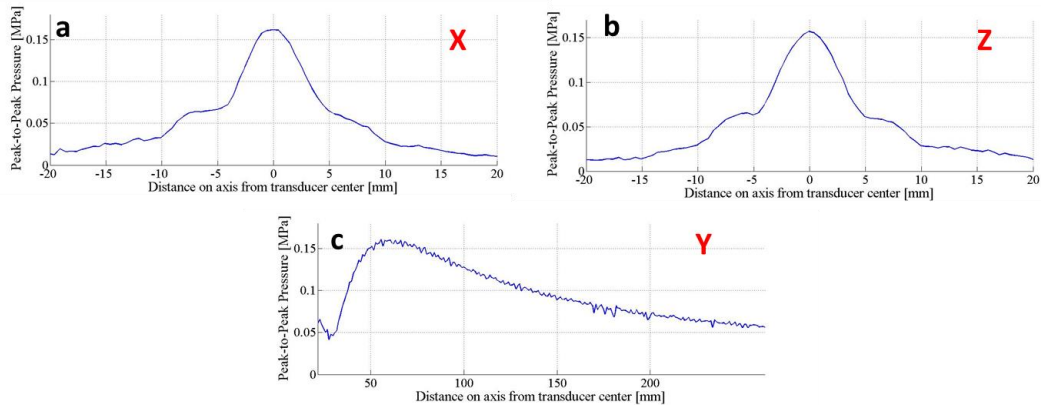 a
X
Peak-to-Peak Pressure [MPa]
0.15
0.1
0.05
0
-20 -15 -10 -5 0 5 10 15 20
Distance on axis from transducer center [mm]
b
Z
Peak-to-Peak Pressure [MPa]
0.15
0.1
0.05
0
-20 -15 -10 -5 0 5 10 15 20
Distance on axis from transducer center [mm]
c
Y
Peak-to-Peak Pressure [MPa]
0.15
0.1
0.05
0
50 100 150 200
Distance on axis from transducer center [mm]